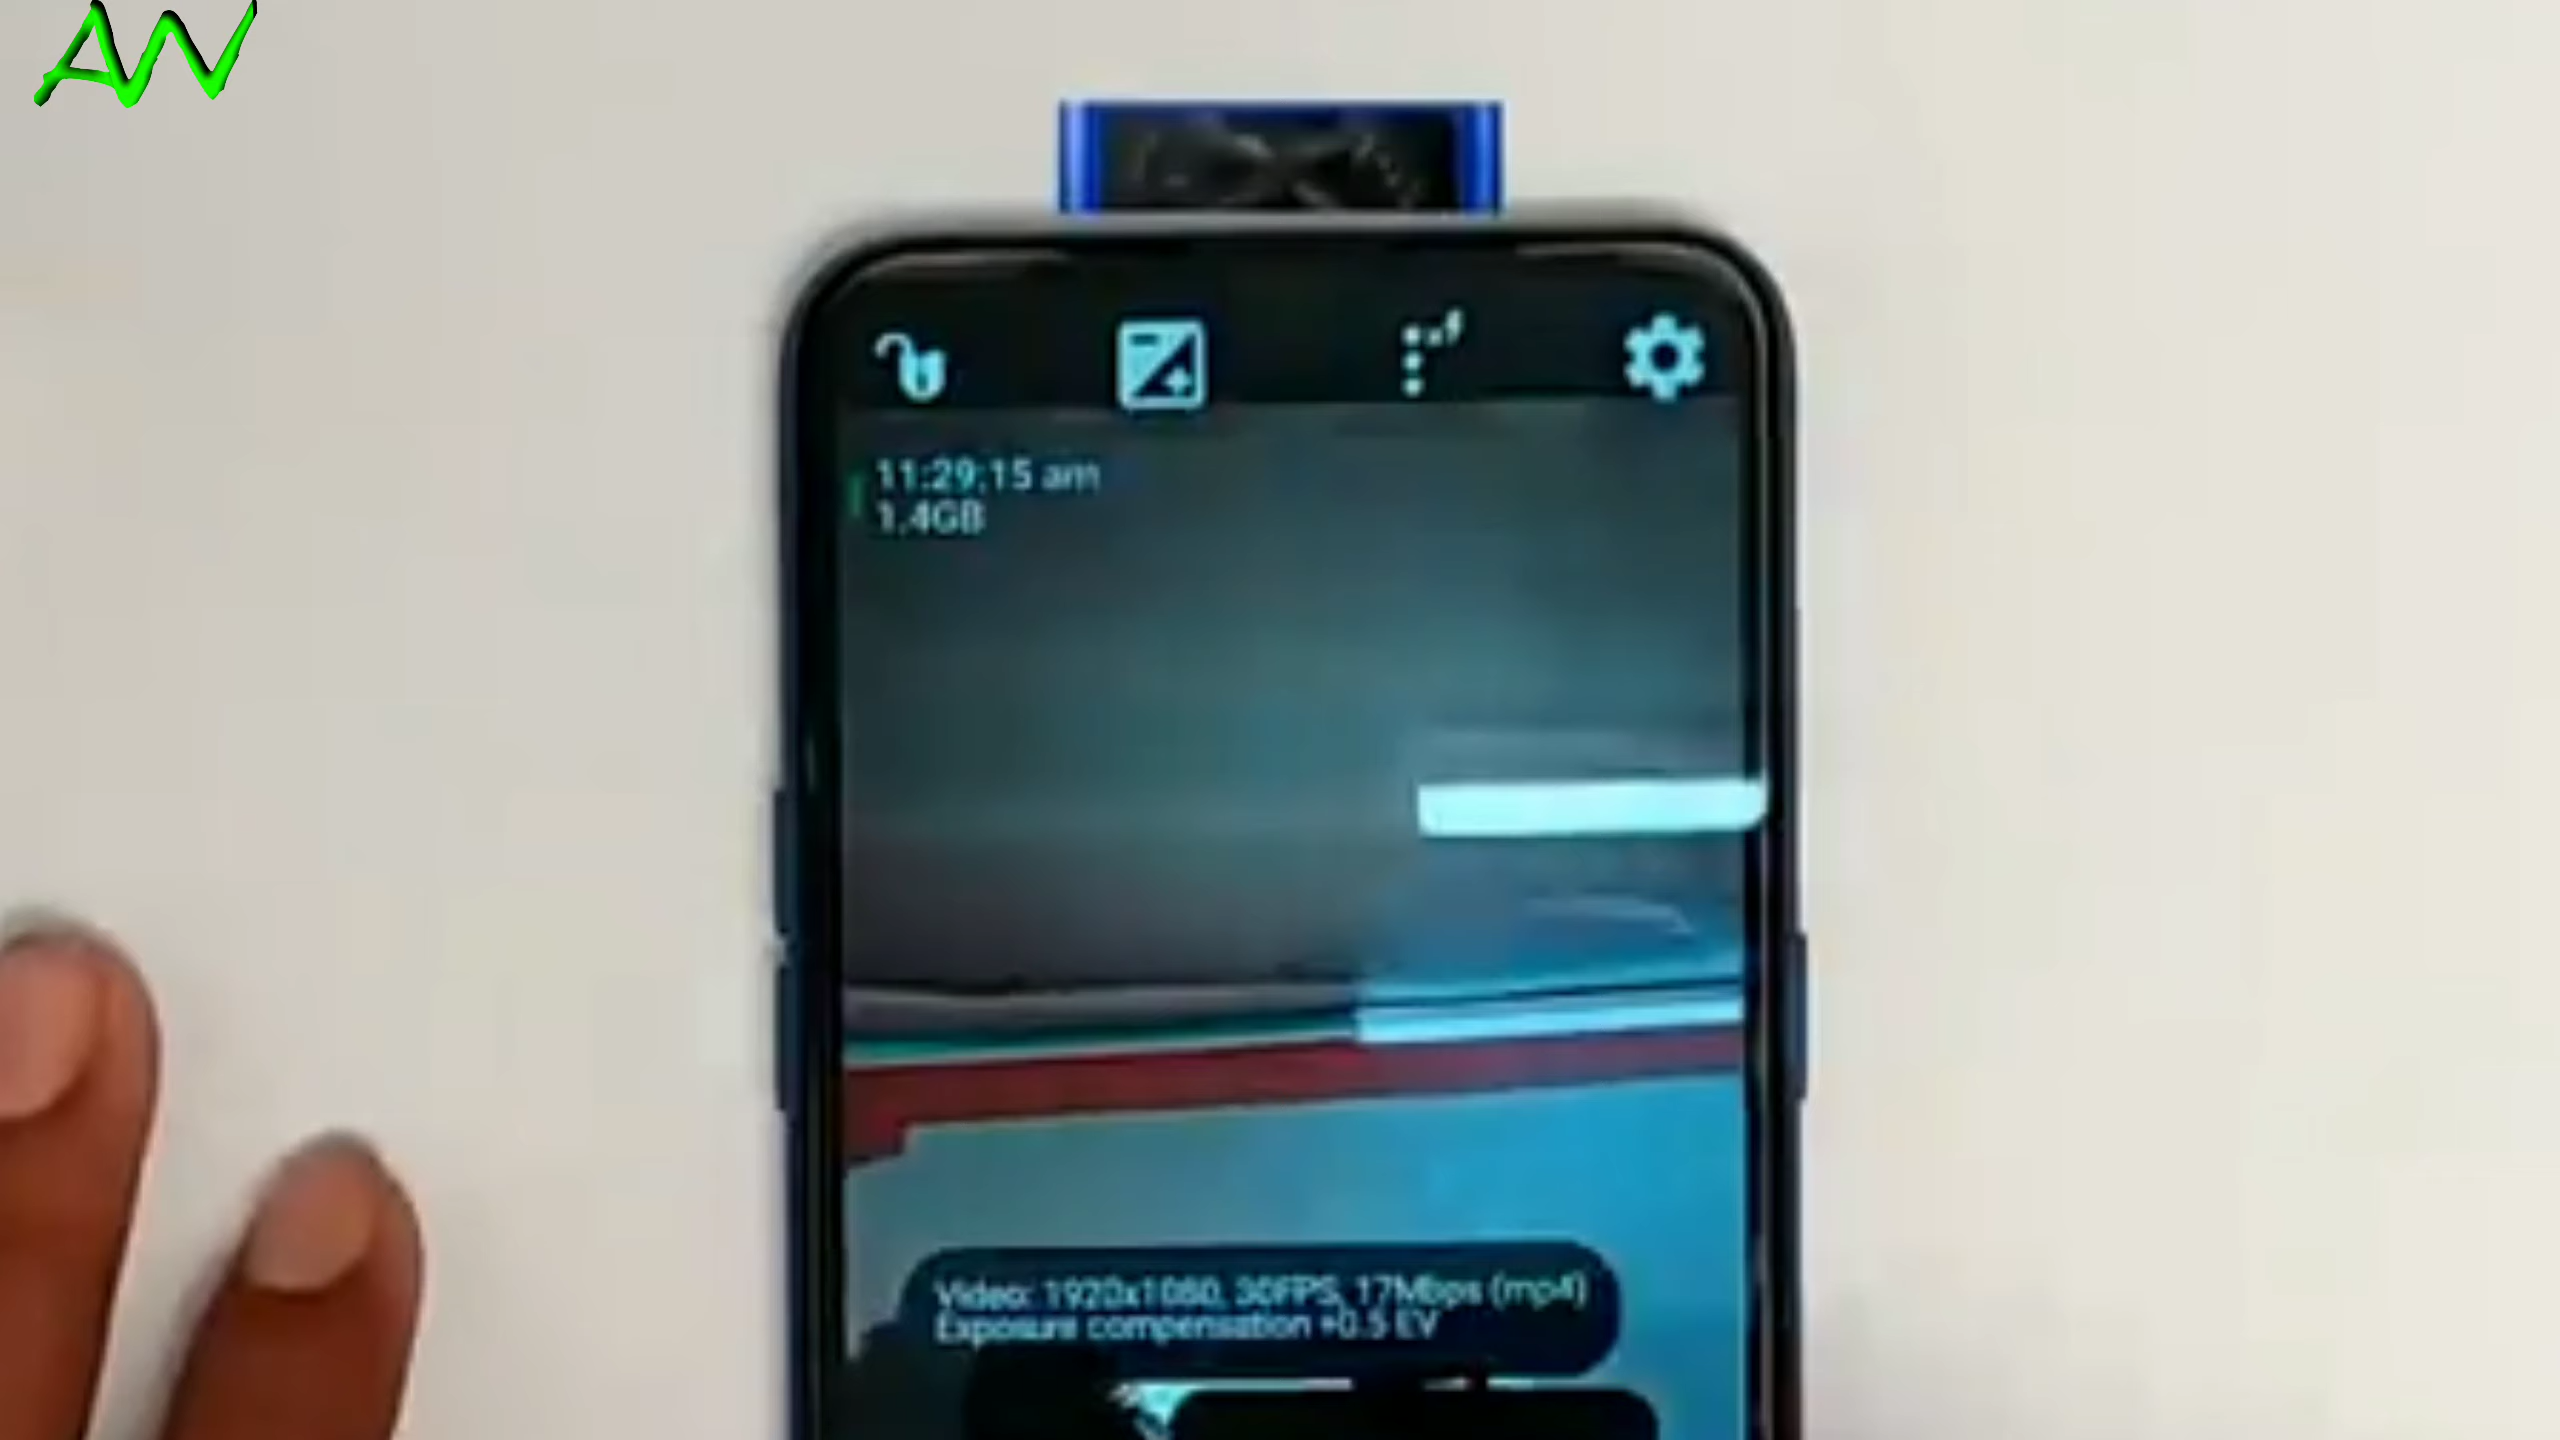 AW
11:29:15 am
1.4GB
Video: 1920x1080, 30FPS, 17Mbps (mp4)
Exposure compensation +0.5 EV